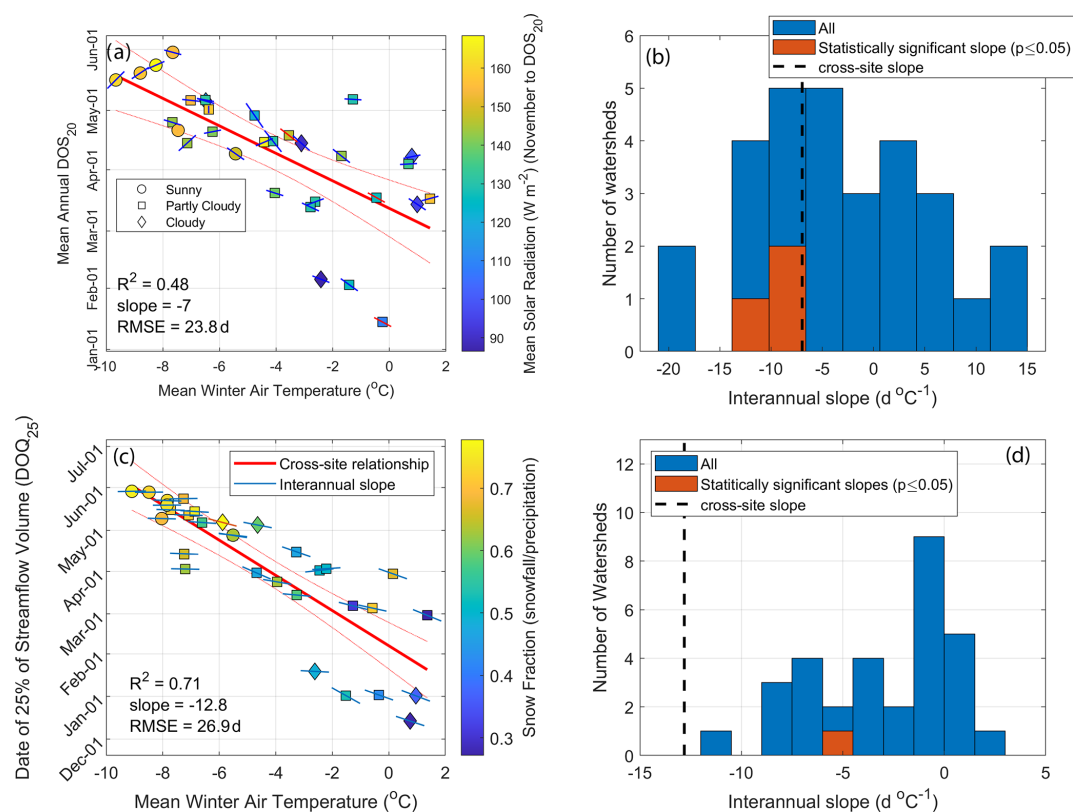 (a)
Jun-01
May-01
Apr-01
Mar-01
Feb-01
Jan-01
Mean Annual DOS20
Sunny
Partly Cloudy
Cloudy
R2 = 0.48
slope = -7
RMSE = 23.8 d
-10 -8 -6 -4 -2 0 2
Mean Winter Air Temperature (oC)
160
150
140
130
120
110
100
90
Mean Solar Radiation (W m-2) (November to DOS20)
(b)
All
Statistically significant slope (p≤0.05)
cross-site slope
6
5
4
3
2
1
0
Number of watersheds
-20 -15 -10 -5 0 5 10 15
Interannual slope (d oC-1)
(c)
Cross-site relationship
Interannual slope
Jul-01
Jun-01
May-01
Apr-01
Mar-01
Feb-01
Jan-01
Dec-01
Date of 25% of Streamflow Volume (DOQ25)
R2 = 0.71
slope = -12.8
RMSE = 26.9 d
-10 -8 -6 -4 -2 0 2
Mean Winter Air Temperature (oC)
0.7
0.6
0.5
0.4
0.3
Snow Fraction (snowfall/precipitation)
(d)
All
Statitically significant slopes (p≤0.05)
cross-site slope
12
10
8
6
4
2
0
Number of Watersheds
-15 -10 -5 0 5
Interannual slope (d oC-1)